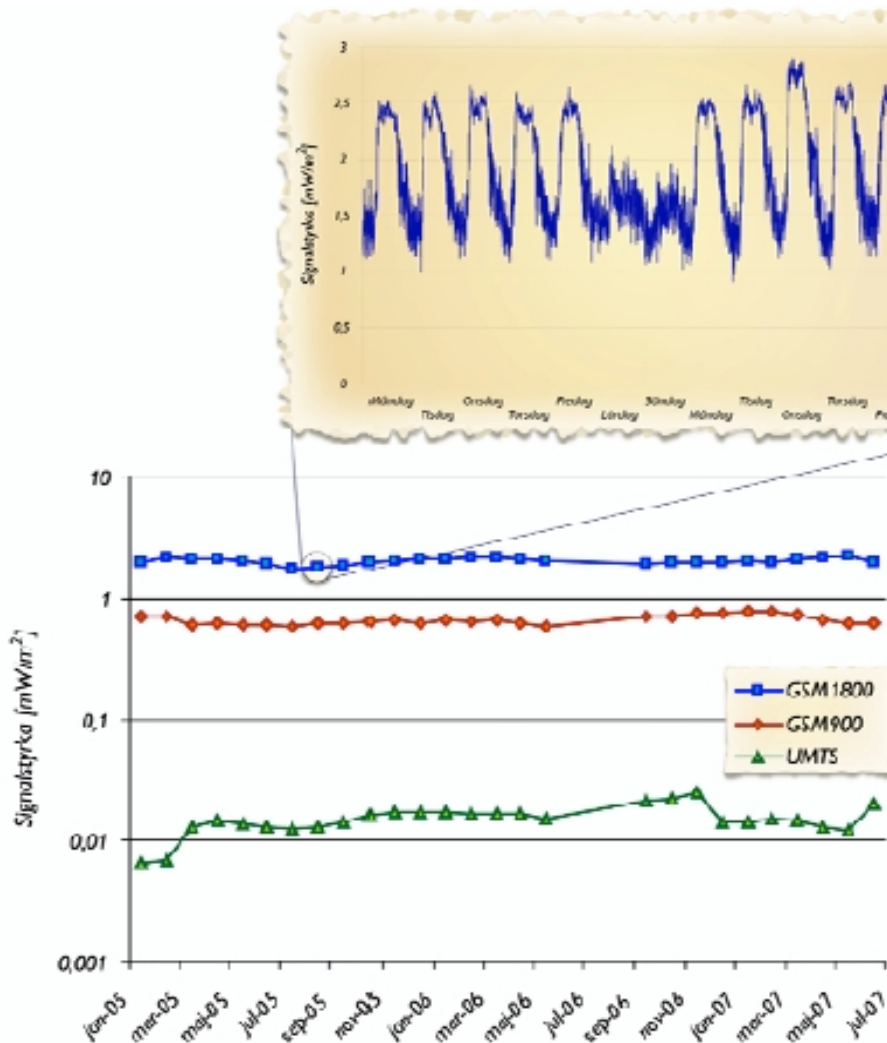 3
2,5
2
1,5
1
0,5
0
Signalstyrka [mW/m²]
Måndag
Tisdag
Onsdag
Torsdag
Fredag
Lördag
Söndag
Måndag
Tisdag
Onsdag
Torsdag
10
1
0,1
0,01
0,001
Signalstyrka [mW/m²]
GSM1800
GSM900
UMTS
jan-05
mar-05
maj-05
jul-05
sep-05
nov-05
jan-06
mar-06
maj-06
jul-06
sep-06
nov-06
jan-07
mar-07
maj-07
jul-07